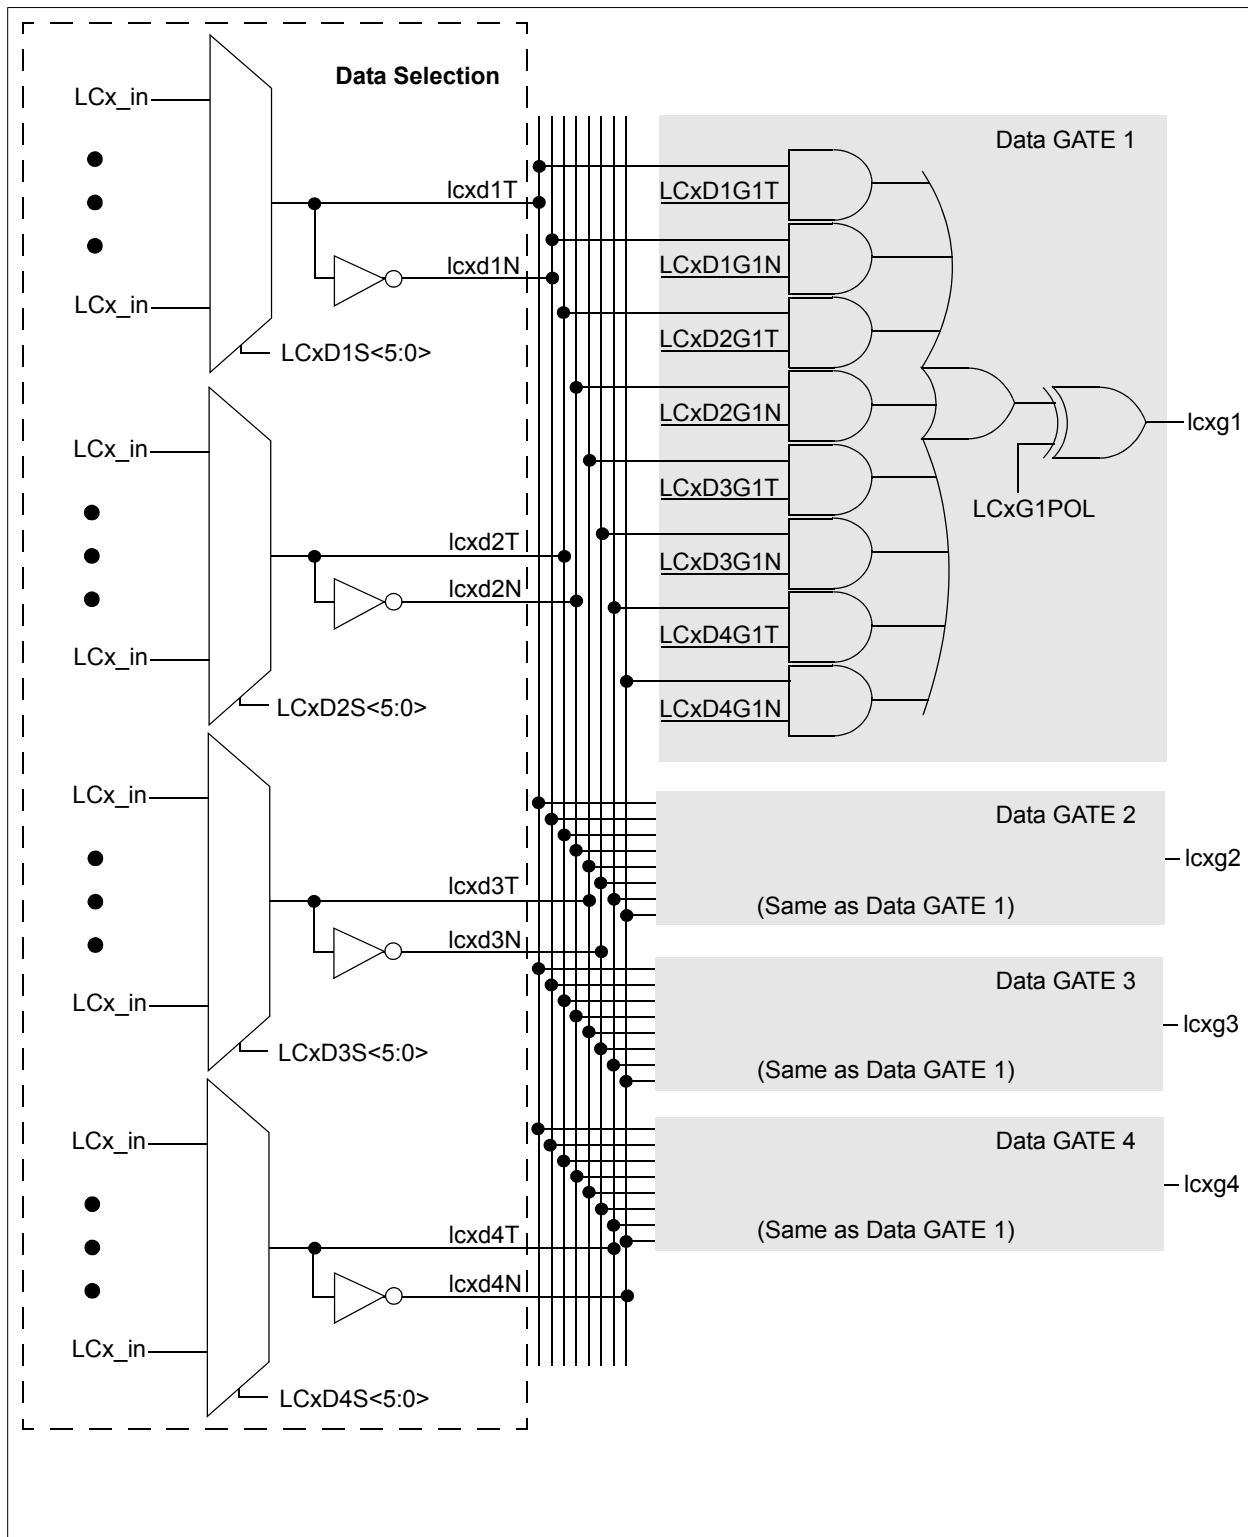 Data Selection
LCx_in
LCx_in
LCxD1S<5:0>
lcxd1T
lcxd1N
LCx_in
LCx_in
LCxD2S<5:0>
lcxd2T
lcxd2N
LCx_in
LCx_in
LCxD3S<5:0>
lcxd3T
lcxd3N
LCx_in
LCx_in
LCxD4S<5:0>
lcxd4T
lcxd4N
Data GATE 1
LCxD1G1T
LCxD1G1N
LCxD2G1T
LCxD2G1N
LCxD3G1T
LCxD3G1N
LCxD4G1T
LCxD4G1N
LCxG1POL
lcxg1
Data GATE 2
(Same as Data GATE 1)
lcxg2
Data GATE 3
(Same as Data GATE 1)
lcxg3
Data GATE 4
(Same as Data GATE 1)
lcxg4